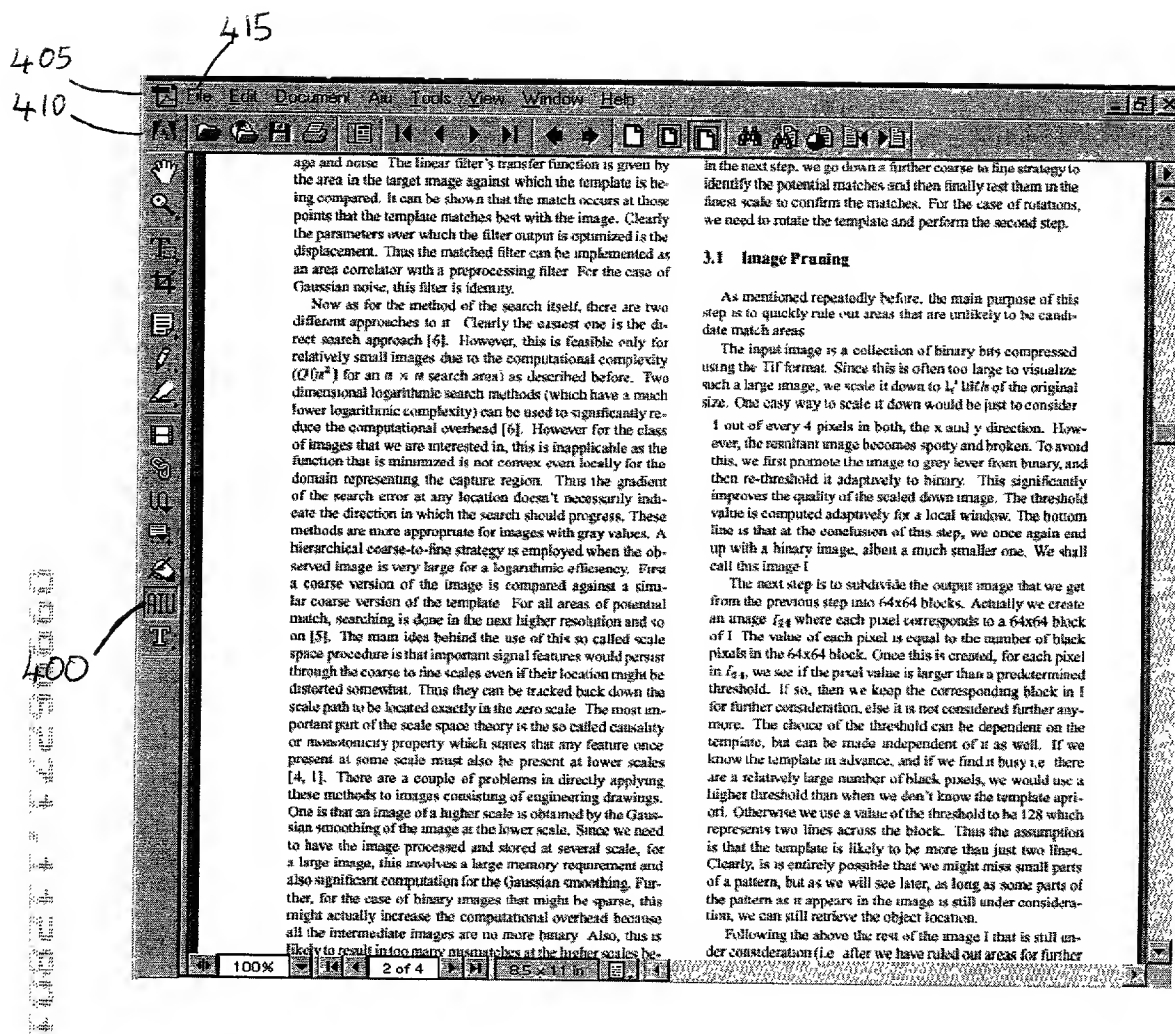 415
405
410
File Edit Document Aiu Tools View Window Help
age and noise The linear filter's transfer function is given by
the area in the target image against which the template is be-
ing compared. It can be shown that the match occurs at those
points that the template matches best with the image. Clearly
the parameters over which the filter output is optimized is the
displacement. Thus the matched filter can be implemented as
an area correlator with a preprocessing filter For the case of
Gaussian noise, this filter is identity.
Now as for the method of the search itself, there are two
different approaches to it Clearly the easiest one is the di-
rect search approach [6]. However, this is feasible only for
relatively small images due to the computational complexity
(O(n²) for an n × n search area) as described before. Two
dimensional logarithmic search methods (which have a much
lower logarithmic complexity) can be used to significantly re-
duce the computational overhead [6]. However for the class
of images that we are interested in, this is inapplicable as the
function that is minimized is not convex even locally for the
domain representing the capture region. Thus the gradient
of the search error at any location doesn't necessarily indi-
cate the direction in which the search should progress. These
methods are more appropriate for images with gray values. A
hierarchical coarse-to-fine strategy is employed when the ob-
served image is very large for a logarithmic efficiency. First
a coarse version of the image is compared against a simi-
lar coarse version of the template For all areas of potential
match, searching is done in the next higher resolution and so
on [5]. The main idea behind the use of this so called scale
space procedure is that important signal features would persist
through the coarse to fine scales even if their location might be
distorted somewhat. Thus they can be tracked back down the
scale path to be located exactly in the zero scale The most im-
portant part of the scale space theory is the so called causality
or monotonicity property which states that any feature once
present at some scale must also be present at lower scales
[4, 1]. There are a couple of problems in directly applying
these methods to images consisting of engineering drawings.
One is that an image of a higher scale is obtained by the Gaus-
sian smoothing of the image at the lower scale. Since we need
to have the image processed and stored at several scale, for
a large image, this involves a large memory requirement and
also significant computation for the Gaussian smoothing. Fur-
ther, for the case of binary images that might be sparse, this
might actually increase the computational overhead because
all the intermediate images are no more binary Also, this is
likely to result in too many mismatches at the higher scales be-
in the next step, we go down a further coarse to fine strategy to
identify the potential matches and then finally test them in the
finest scale to confirm the matches. For the case of rotations,
we need to rotate the template and perform the second step.
3.1 Image Pruning
As mentioned repeatedly before, the main purpose of this
step is to quickly rule out areas that are unlikely to be candi-
date match areas
The input image is a collection of binary bits compressed
using the Tif format. Since this is often too large to visualize
such a large image, we scale it down to of the original
size. One easy way to scale it down would be just to consider
1 out of every 4 pixels in both, the x and y direction. How-
ever, the resultant image becomes spotty and broken. To avoid
this, we first promote the image to grey lever from binary, and
then re-threshold it adaptively to binary. This significantly
improves the quality of the scaled down image. The threshold
value is computed adaptively for a local window. The bottom
line is that at the conclusion of this step, we once again end
up with a binary image, albeit a much smaller one. We shall
call this image I
The next step is to subdivide the output image that we get
from the previous step into 64x64 blocks. Actually we create
an image I₂₄ where each pixel corresponds to a 64x64 block
of I The value of each pixel is equal to the number of black
pixels in the 64x64 block. Once this is created, for each pixel
in I₂₄, we see if the pixel value is larger than a predetermined
threshold. If so, then we keep the corresponding block in I
for further consideration, else it is not considered further any-
more. The choice of the threshold can be dependent on the
template, but can be made independent of it as well. If we
know the template in advance, and if we find it busy i.e there
are a relatively large number of black pixels, we would use a
higher threshold than when we don't know the template apri-
ori. Otherwise we use a value of the threshold to be 128 which
represents two lines across the block. Thus the assumption
is that the template is likely to be more than just two lines.
Clearly, is is entirely possible that we might miss small parts
of a pattern, but as we will see later, as long as some parts of
the pattern as it appears in the image is still under considera-
tion, we can still retrieve the object location.
Following the above the rest of the image I that is still un-
der consideration (i.e after we have ruled out areas for further
AIU
400
100% 2 of 4 8.5 x 11 in